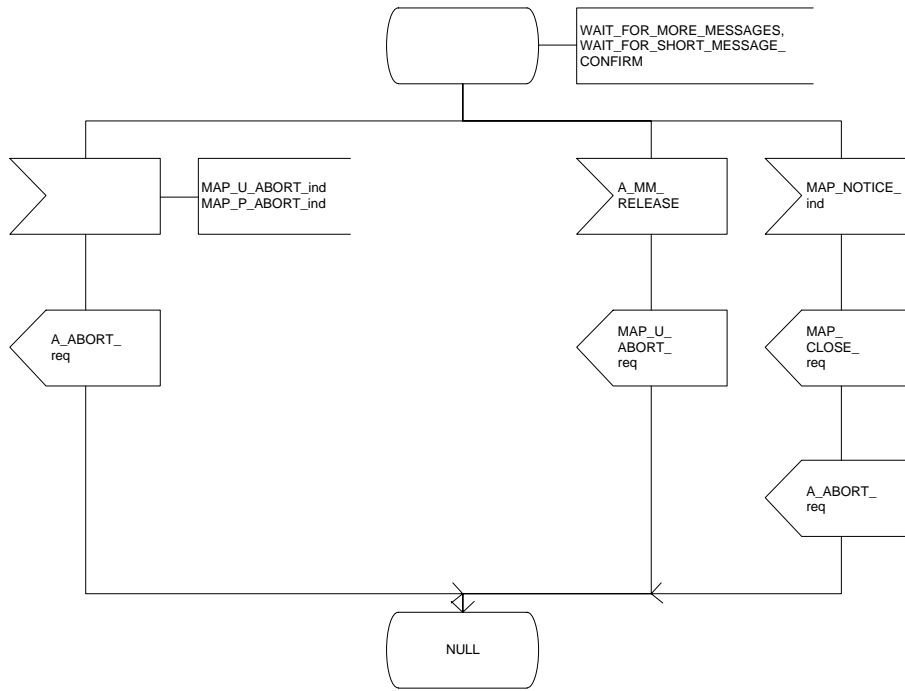 WAIT_FOR_MORE_MESSAGES,
WAIT_FOR_SHORT_MESSAGE_
CONFIRM
MAP_U_ABORT_ind
MAP_P_ABORT_ind
A_MM_
RELEASE
MAP_NOTICE_
ind
A_ABORT_
req
MAP_U_
ABORT_
req
MAP_
CLOSE_
req
A_ABORT_
req
NULL